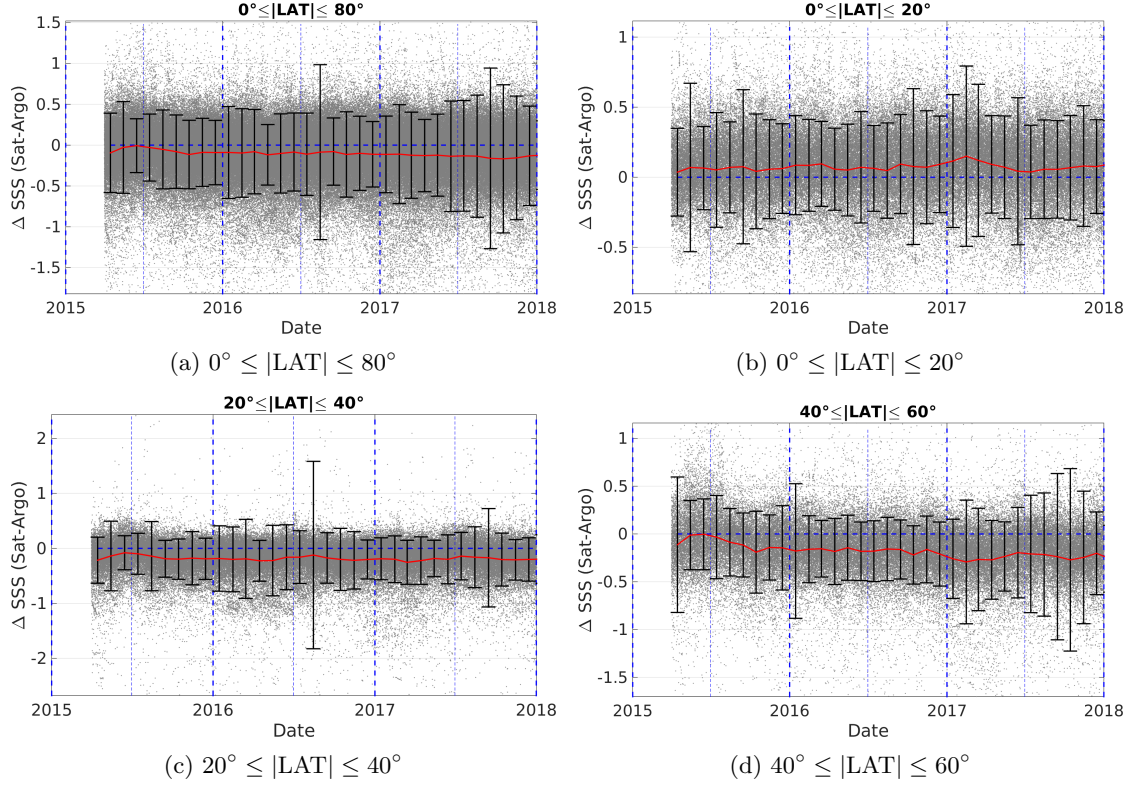 0°≤|LAT|≤ 80°
Δ SSS (Sat-Argo)
1.5
1
0.5
0
-0.5
-1
-1.5
2015
2016
2017
2018
Date
(a) 0° ≤ |LAT| ≤ 80°
0°≤|LAT|≤ 20°
Δ SSS (Sat-Argo)
1
0.5
0
-0.5
2015
2016
2017
2018
Date
(b) 0° ≤ |LAT| ≤ 20°
20°≤|LAT|≤ 40°
Δ SSS (Sat-Argo)
2
1
0
-1
-2
2015
2016
2017
2018
Date
(c) 20° ≤ |LAT| ≤ 40°
40°≤|LAT|≤ 60°
Δ SSS (Sat-Argo)
1
0.5
0
-0.5
-1
-1.5
2015
2016
2017
2018
Date
(d) 40° ≤ |LAT| ≤ 60°